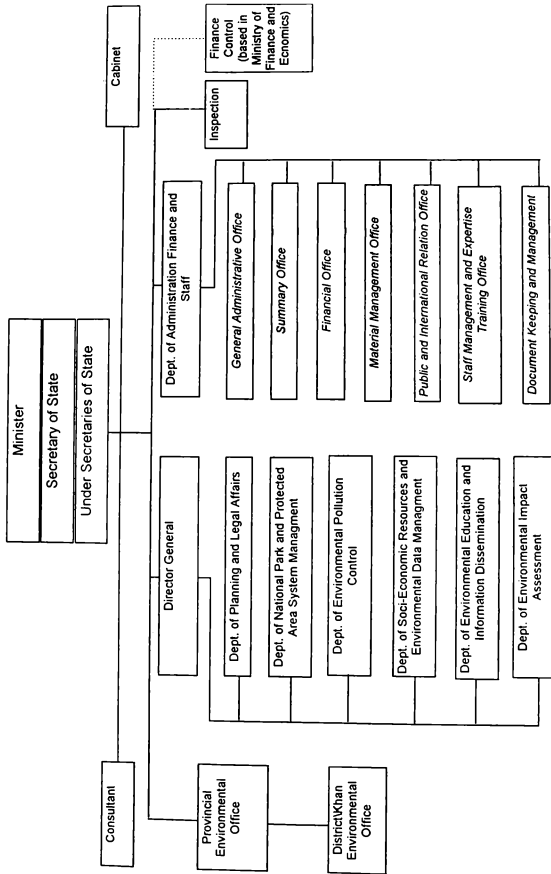 Minister
Secretary of State
Under Secretaries of State
Consultant
Cabinet
Provincial
Environmental
Office
District\Khan
Environmental
Office
Director General
Dept. of Planning and Legal Affairs
Dept. of National Park and Protected
Area System Managment
Dept. of Environmental Pollution
Control
Dept. of Soci-Economic Resources and
Environmental Data Managment
Dept. of Environmental Education and
Information Dissemination
Dept. of Environmental Impact
Assessment
Dept. of Administration Finance and
Staff
General Administrative Office
Summary Office
Financial Office
Material Management Office
Public and International Relation Office
Staff Management and Expertise
Training Office
Document Keeping and Management
Inspection
Finance
Control
(based in
Ministry of
Finance and
Ecnomics)